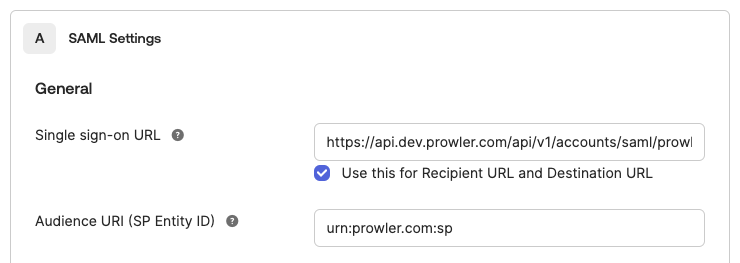 A SAML Settings
General
Single sign-on URL ?
https://api.dev.prowler.com/api/v1/accounts/saml/prowl
Use this for Recipient URL and Destination URL
Audience URI (SP Entity ID) ?
urn:prowler.com:sp